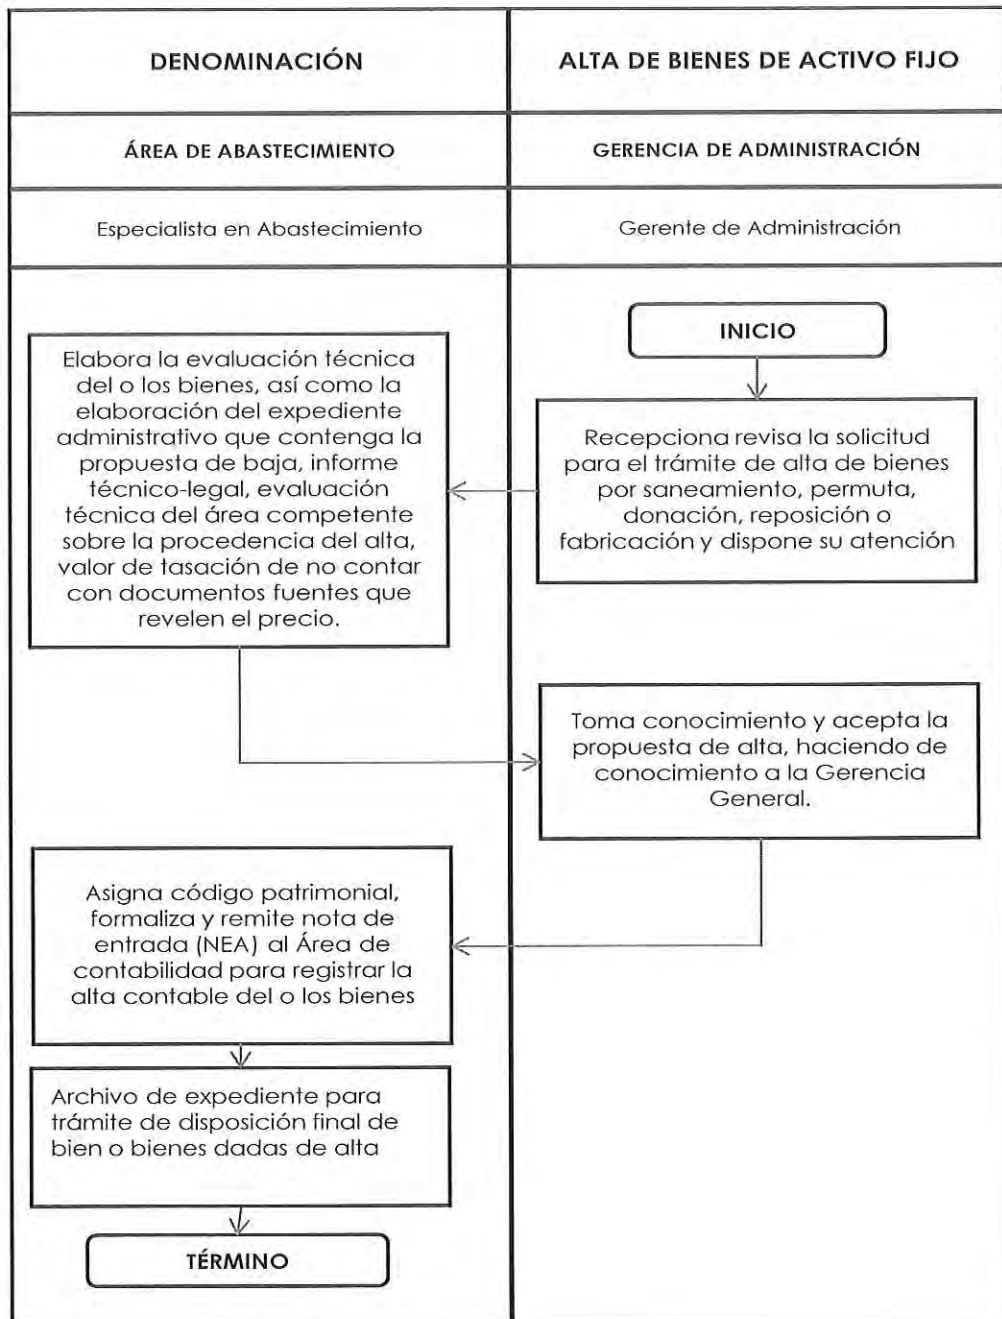 DENOMINACIÓN
ALTA DE BIENES DE ACTIVO FIJO
ÁREA DE ABASTECIMIENTO
GERENCIA DE ADMINISTRACIÓN
Especialista en Abastecimiento
Gerente de Administración
INICIO
Recepciona revisa la solicitud
para el trámite de alta de bienes
por saneamiento, permuta,
donación, reposición o
fabricación y dispone su atención
Elabora la evaluación técnica
del o los bienes, así como la
elaboración del expediente
administrativo que contenga la
propuesta de baja, informe
técnico-legal, evaluación
técnica del área competente
sobre la procedencia del alta,
valor de tasación de no contar
con documentos fuentes que
revelen el precio.
Toma conocimiento y acepta la
propuesta de alta, haciendo de
conocimiento a la Gerencia
General.
Asigna código patrimonial,
formaliza y remite nota de
entrada (NEA) al Área de
contabilidad para registrar la
alta contable del o los bienes
Archivo de expediente para
trámite de disposición final de
bien o bienes dadas de alta
TÉRMINO